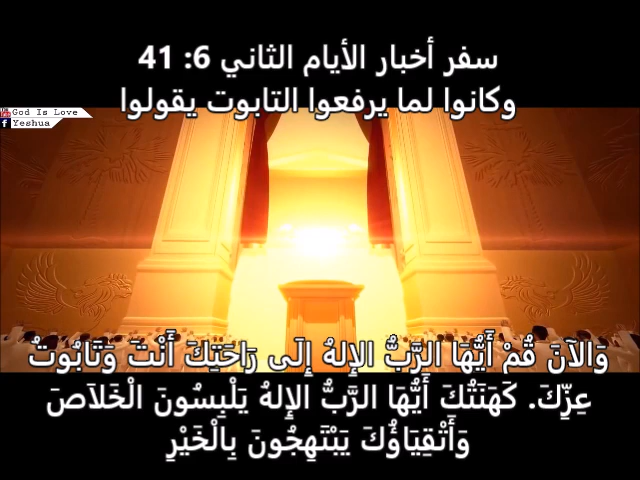 سفر أخبار الأيام الثاني 6: 41
وكانوا لما يرفعوا التابوت يقولوا
God Is Love
Yeshua
وَالآنَ قُمْ أَيُّهَا الرَّبُّ الإِلهُ إِلَى رَاحَتِكَ أَنْتَ وَتَابُوتُ
عِزِّكَ. كَهَنَتُكَ أَيُّهَا الرَّبُّ الإِلهُ يَلْبِسُونَ الْخَلاَصَ
وَأَتْقِيَاؤُكَ يَبْتَهِجُونَ بِالْخَيْرِ